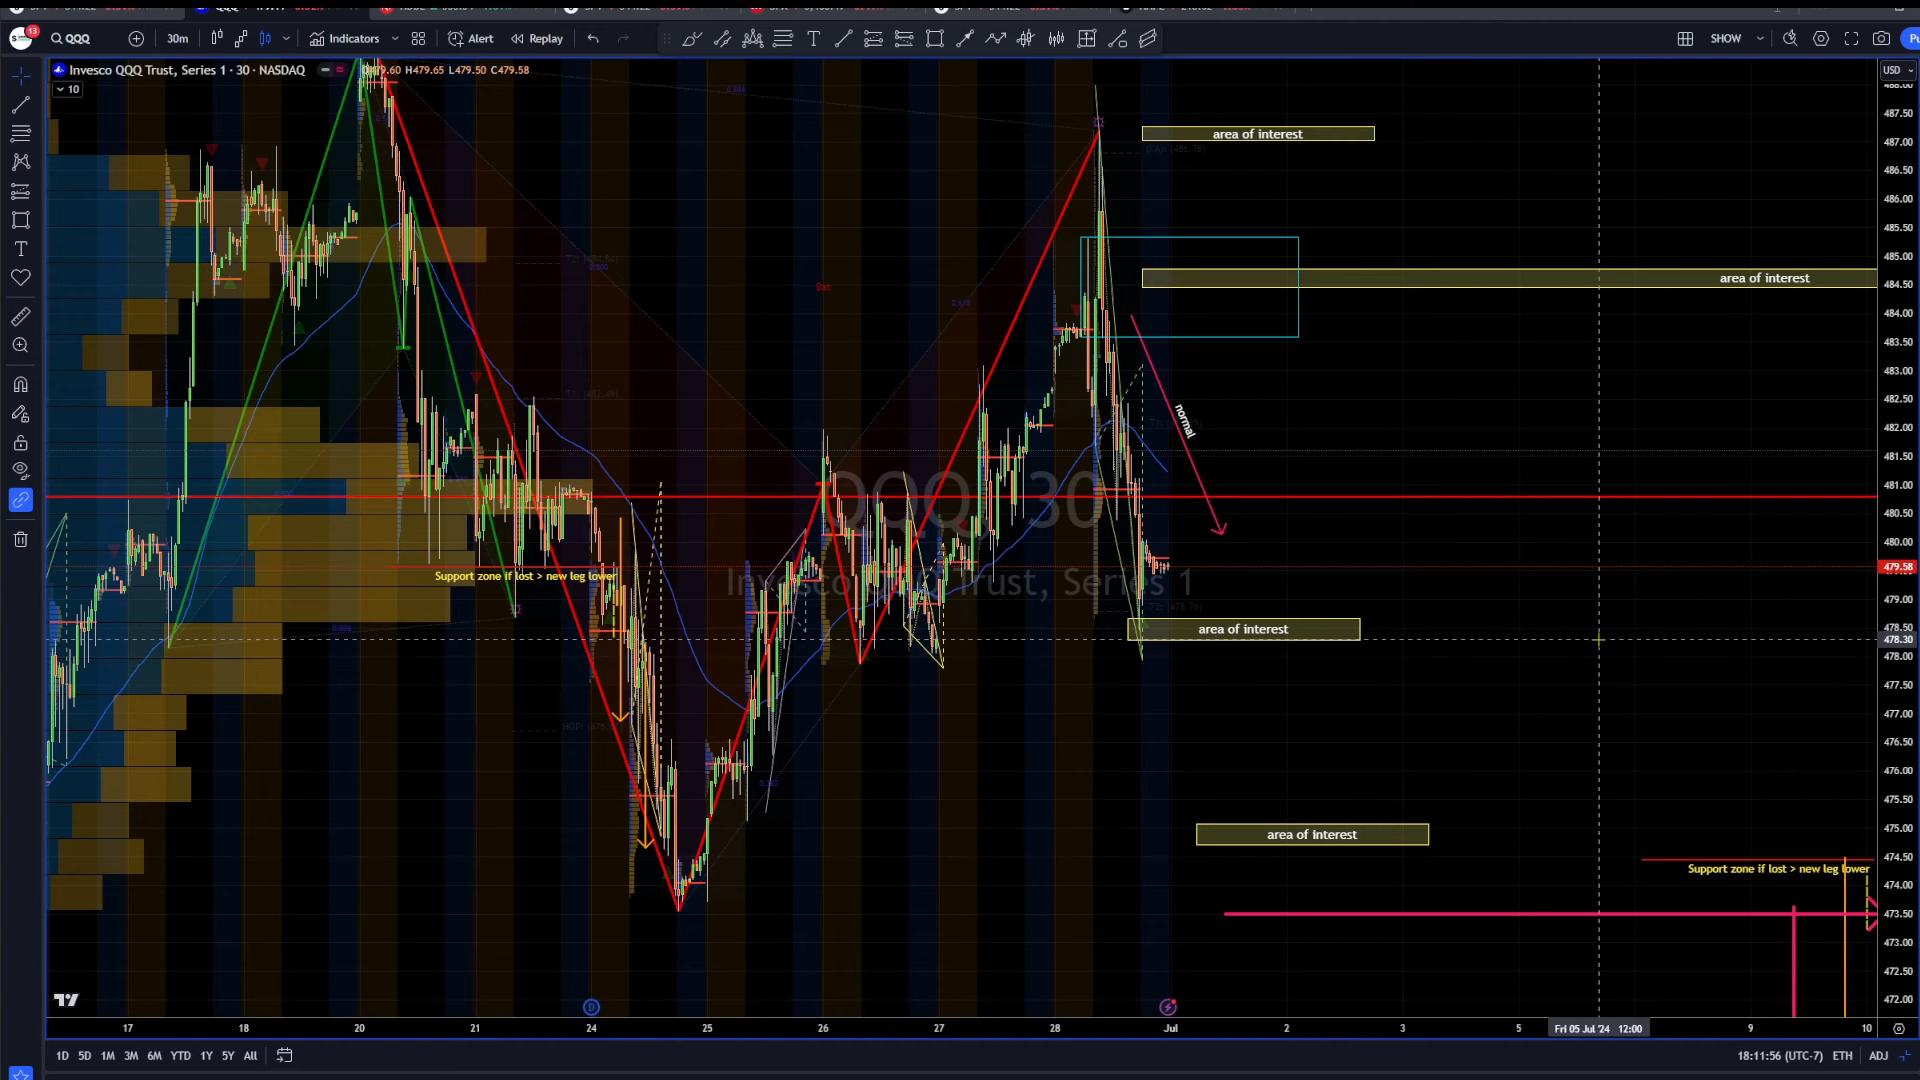 13
QQQ
30m
Indicators
Alert
Replay
SHOW
Pu
Invesco QQQ Trust, Series 1 · 30 · NASDAQ
O479.60 H479.65 L479.50 C479.58
10
USD
488.00
487.50
487.00
486.50
486.00
485.50
485.00
484.50
484.00
483.50
483.00
482.50
482.00
481.50
481.00
480.50
480.00
479.58
479.00
478.50
478.30
478.00
477.50
477.00
476.50
476.00
475.50
475.00
474.50
474.00
473.50
473.00
472.50
472.00
area of interest
area of interest
normal
QQQ, 30
Invesco QQQ Trust, Series 1
Support zone if lost > new leg lower
area of interest
area of interest
Support zone if lost > new leg lower
17 18 20 21 24 25 26 27 28 Jul 2 3 5 Fri 05 Jul '24 12:00 9 10
1D 5D 1M 3M 6M YTD 1Y 5Y All
18:11:56 (UTC-7) ETH ADJ